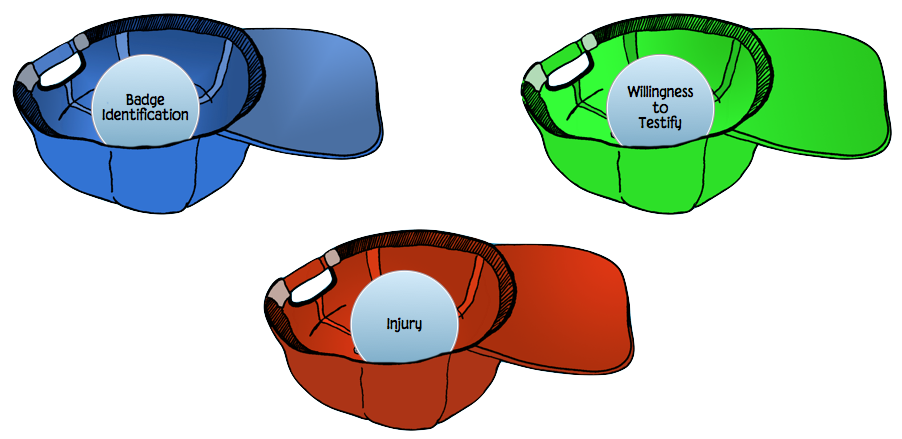 Badge
Identification
Willingness
to
Testify
Injury